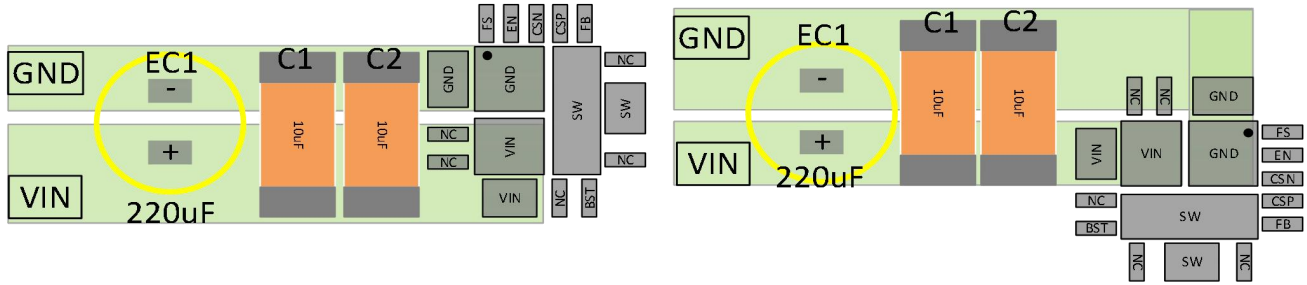 FS
EN
CSN
CSP
FB
GND
EC1
C1
C2
-
GND
GND
NC
SW
SW
10uF
10uF
+
NC
NC
VIN
NC
VIN
VIN
NC
BST
220uF
GND
EC1
C1
C2
-
10uF
10uF
NC
NC
GND
+
VIN
220uF
VIN
VIN
GND
FS
EN
CSN
NC
CSP
BST
SW
FB
NC
SW
NC